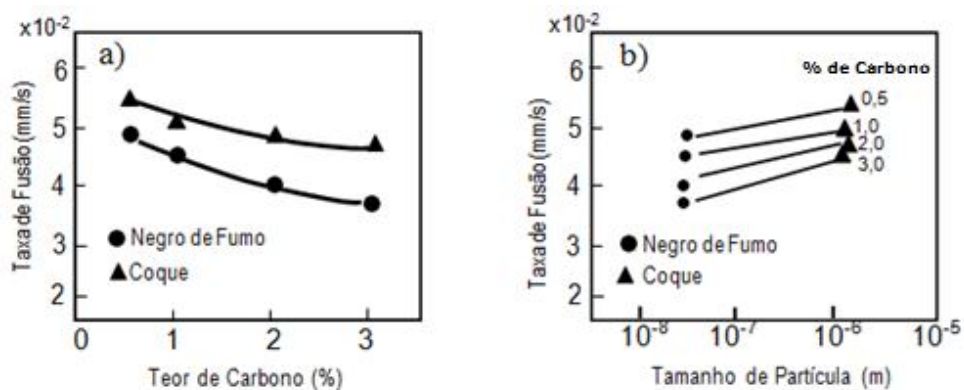 x10⁻²
a)
Taxa de Fusão (mm/s)
6
5
4
3
2
Negro de Fumo
Coque
0 1 2 3
Teor de Carbono (%)
x10⁻²
b)
% de Carbono
Taxa de Fusão (mm/s)
6
5
4
3
2
0,5
1,0
2,0
3,0
Negro de Fumo
Coque
10⁻⁸ 10⁻⁷ 10⁻⁶ 10⁻⁵
Tamanho de Partícula (m)